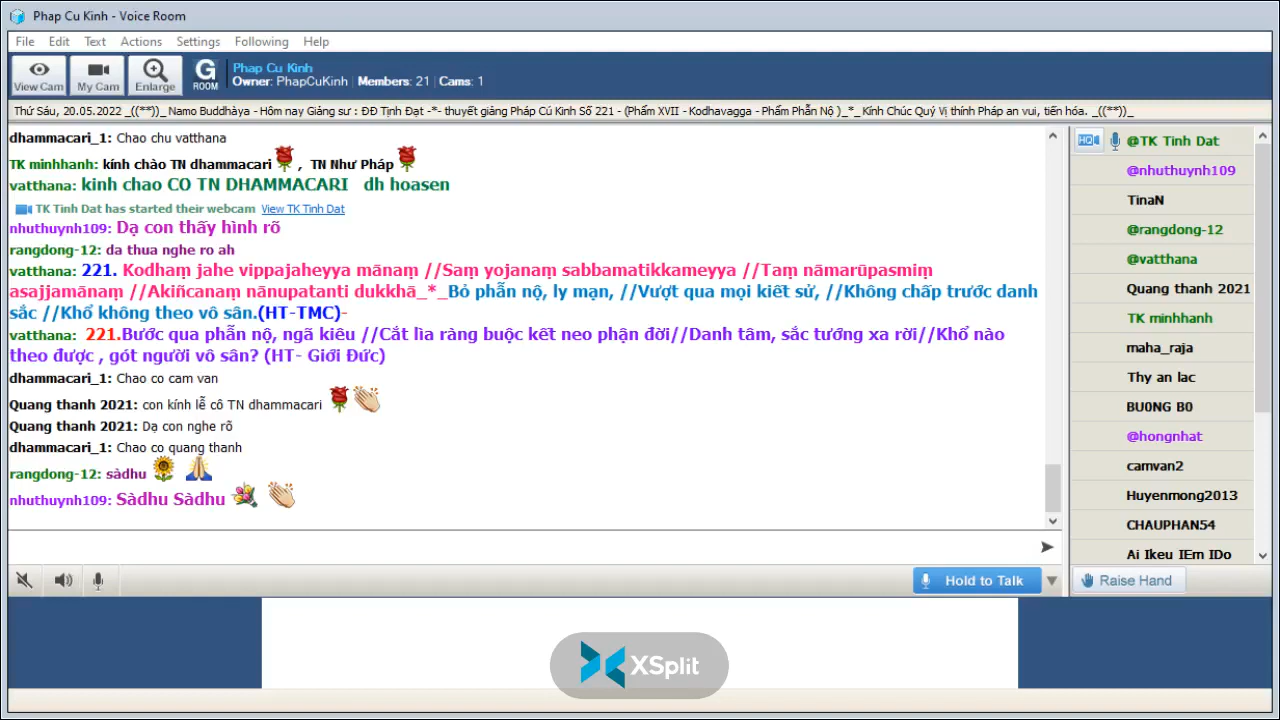 Phap Cu Kinh - Voice Room
File Edit Text Actions Settings Following Help
View Cam My Cam Enlarge G ROOM
Phap Cu Kinh
Owner: PhapCuKinh | Members: 21 | Cams: 1
Thứ Sáu, 20.05.2022 _((**))_ Namo Buddhàya - Hôm nay Giảng sư : ĐĐ Tịnh Đạt -*- thuyết giảng Pháp Cú Kinh Số 221 - (Phẩm XVII - Kodhavagga - Phẩm Phẫn Nộ )_*_ Kính Chúc Quý Vị thính Pháp an vui, tiến hóa. _((**))_
dhammacari_1: Chao chu vatthana
TK minhhanh: kính chào TN dhammacari , TN Như Pháp
vatthana: kinh chao CO TN DHAMMACARI dh hoasen
TK Tinh Dat has started their webcam View TK Tinh Dat
nhuthuynh109: Dạ con thấy hình rõ
rangdong-12: da thua nghe ro ah
vatthana: 221. Kodhaṃ jahe vippajaheyya mānaṃ //Saṃ yojanaṃ sabbamatikkameyya //Taṃ nāmarūpasmiṃ
asajjamānaṃ //Akiñcanaṃ nānupatanti dukkhā_*_Bỏ phẫn nộ, ly mạn, //Vượt qua mọi kiết sử, //Không chấp trước danh
sắc //Khổ không theo vô sân.(HT-TMC)-
vatthana: 221.Bước qua phẫn nộ, ngã kiêu //Cắt lìa ràng buộc kết neo phận đời//Danh tâm, sắc tướng xa rời//Khổ nào
theo được , gót người vô sân? (HT- Giới Đức)
dhammacari_1: Chao co cam van
Quang thanh 2021: con kính lễ cô TN dhammacari
Quang thanh 2021: Dạ con nghe rõ
dhammacari_1: Chao co quang thanh
rangdong-12: sàdhu
nhuthuynh109: Sàdhu Sàdhu
Hold to Talk
HD
@TK Tinh Dat
@nhuthuynh109
TinaN
@rangdong-12
@vatthana
Quang thanh 2021
TK minhhanh
maha_raja
Thy an lac
BU0NG B0
@hongnhat
camvan2
Huyenmong2013
CHAUPHAN54
Ai Ikeu IEm IDo
Raise Hand
XSplit